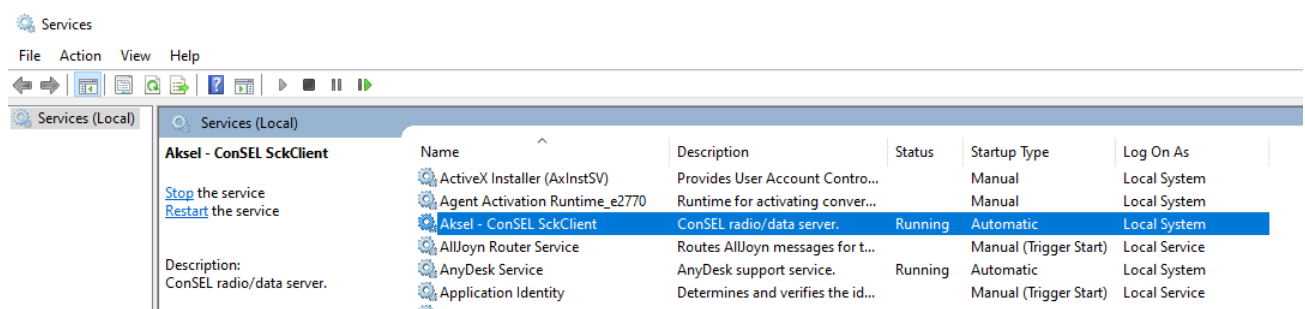 Services
File Action View Help
Services (Local)
Services (Local)
Aksel - ConSEL SckClient
Stop the service
Restart the service
Description:
ConSEL radio/data server.
Name Description Status Startup Type Log On As
ActiveX Installer (AxInstSV) Provides User Account Contro... Manual Local System
Agent Activation Runtime_e2770 Runtime for activating conver... Manual Local System
Aksel - ConSEL SckClient ConSEL radio/data server. Running Automatic Local System
AllJoyn Router Service Routes AllJoyn messages for t... Manual (Trigger Start) Local Service
AnyDesk Service AnyDesk support service. Running Automatic Local System
Application Identity Determines and verifies the id... Manual (Trigger Start) Local Service